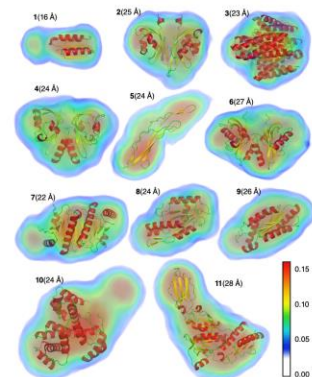 1(16 Å)
2(25 Å)
3(23 Å)
4(24 Å)
5(24 Å)
6(27 Å)
7(22 Å)
8(24 Å)
9(26 Å)
10(24 Å)
11(28 Å)
0.15
0.10
0.05
0.00